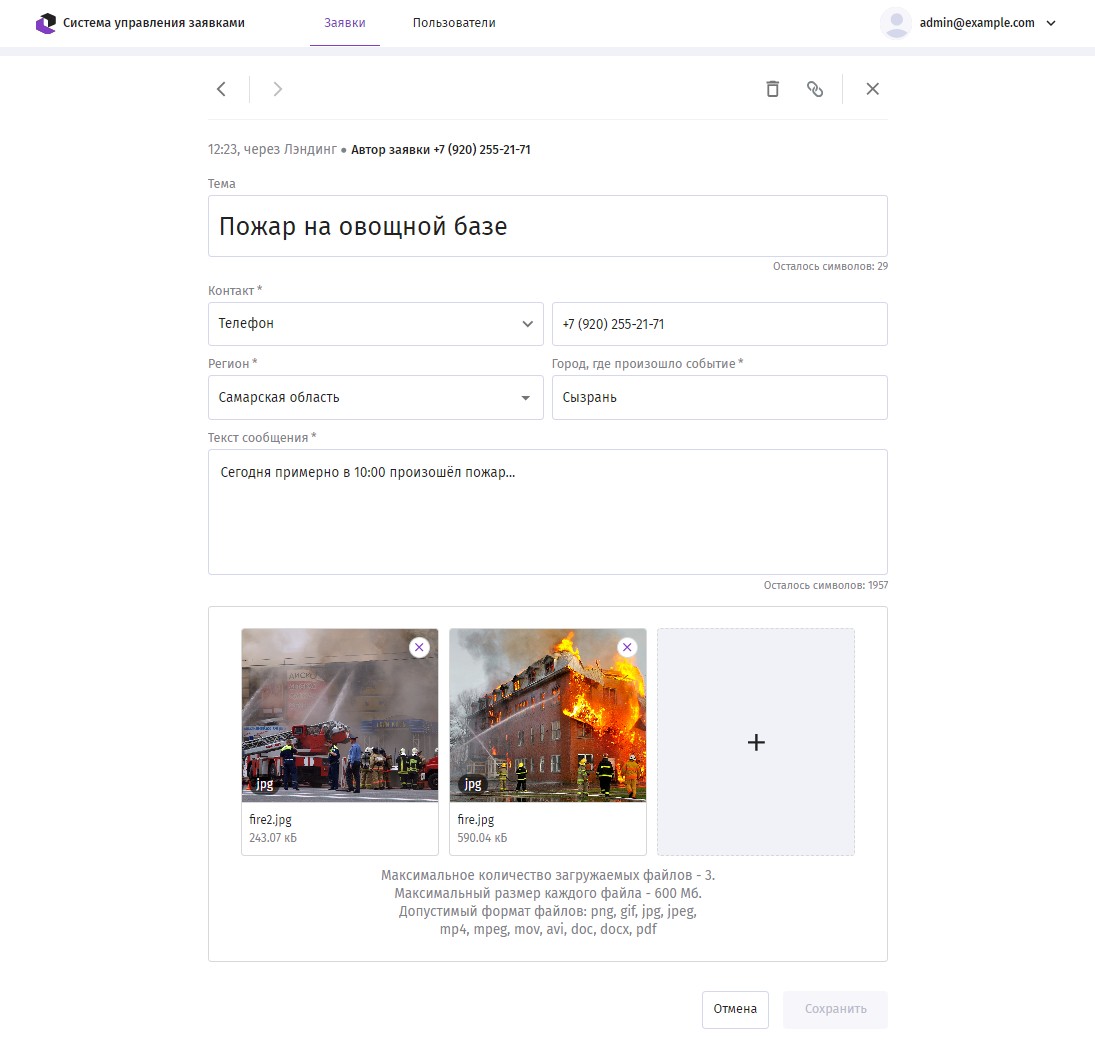 Система управления заявками
Заявки
Пользователи
admin@example.com
12:23, через Лэндинг ● Автор заявки +7 (920) 255-21-71
Тема
Пожар на овощной базе
Осталось символов: 29
Контакт *
Телефон
+7 (920) 255-21-71
Регион *
Город, где произошло событие *
Самарская область
Сызрань
Текст сообщения *
Сегодня примерно в 10:00 произошёл пожар...
Осталось символов: 1957
jpg
jpg
fire2.jpg
243.07 кБ
fire.jpg
590.04 кБ
Максимальное количество загружаемых файлов - 3.
Максимальный размер каждого файла - 600 Мб.
Допустимый формат файлов: png, gif, jpg, jpeg,
mp4, mpeg, mov, avi, doc, docx, pdf
Отмена
Сохранить